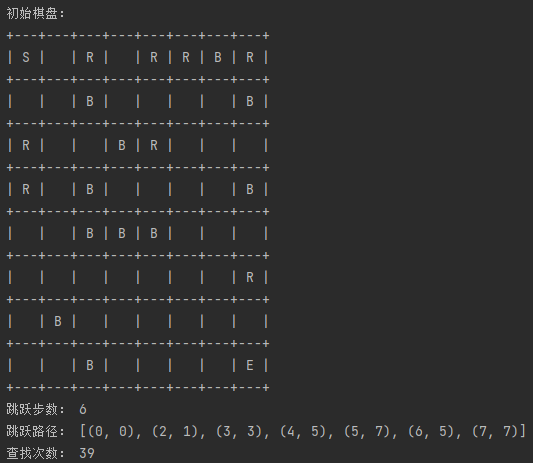 初始棋盘:
+---+---+---+---+---+---+---+---+
| S |   | R |   | R | R | B | R |
+---+---+---+---+---+---+---+---+
|   |   | B |   |   |   |   | B |
+---+---+---+---+---+---+---+---+
| R |   |   | B | R |   |   |   |
+---+---+---+---+---+---+---+---+
| R |   | B |   |   |   |   | B |
+---+---+---+---+---+---+---+---+
|   |   | B | B | B |   |   |   |
+---+---+---+---+---+---+---+---+
|   |   |   |   |   |   |   | R |
+---+---+---+---+---+---+---+---+
|   | B |   |   |   |   |   |   |
+---+---+---+---+---+---+---+---+
|   |   | B |   |   |   |   | E |
+---+---+---+---+---+---+---+---+
跳跃步数: 6
跳跃路径: [(0, 0), (2, 1), (3, 3), (4, 5), (5, 7), (6, 5), (7, 7)]
查找次数: 39